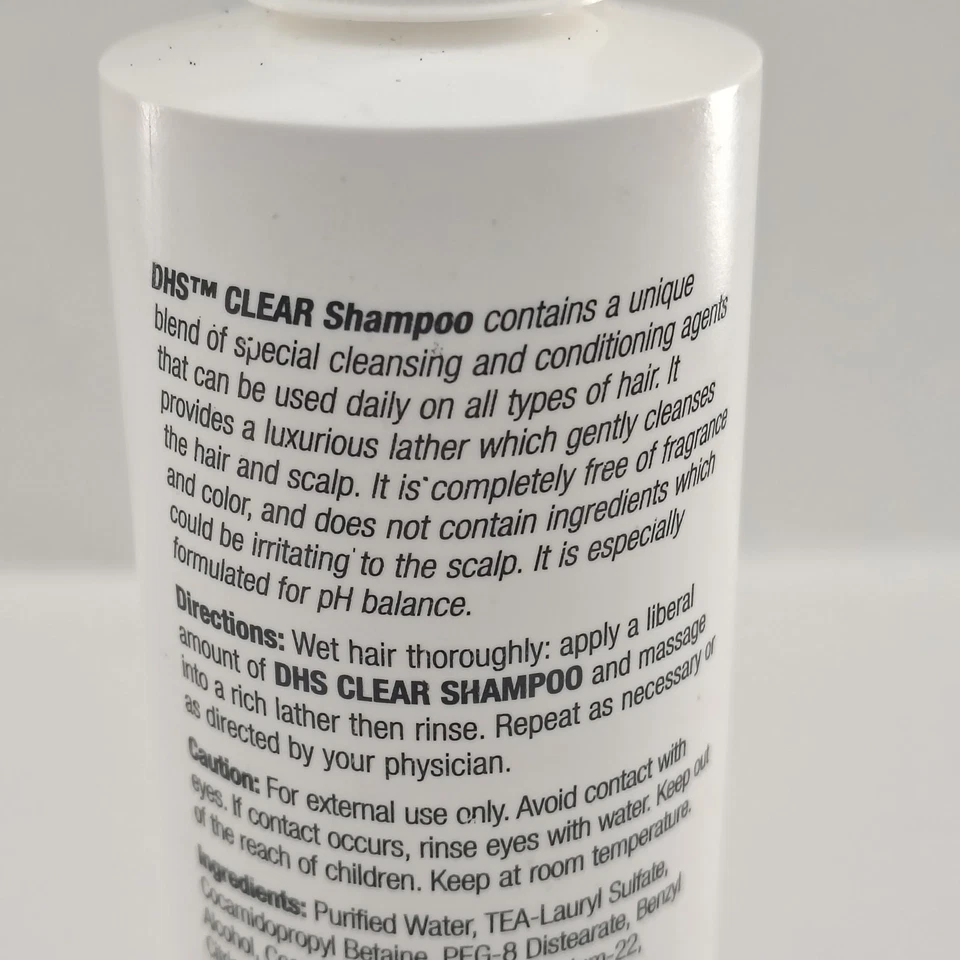 DHS™ CLEAR Shampoo contains a unique
blend of special cleansing and conditioning agents
that can be used daily on all types of hair. It
provides a luxurious lather which gently cleanses
the hair and scalp. It is completely free of fragrance
and color, and does not contain ingredients which
could be irritating to the scalp. It is especially
formulated for pH balance.
Directions: Wet hair thoroughly: apply a liberal
amount of DHS CLEAR SHAMPOO and massage
into a rich lather then rinse. Repeat as necessary or
as directed by your physician.
Caution: For external use only. Avoid contact with
eyes. If contact occurs, rinse eyes with water. Keep out
of the reach of children. Keep at room temperature.
Ingredients: Purified Water, TEA-Lauryl Sulfate,
Cocamidopropyl Betaine, PEG-8 Distearate, Benzyl
Alcohol,